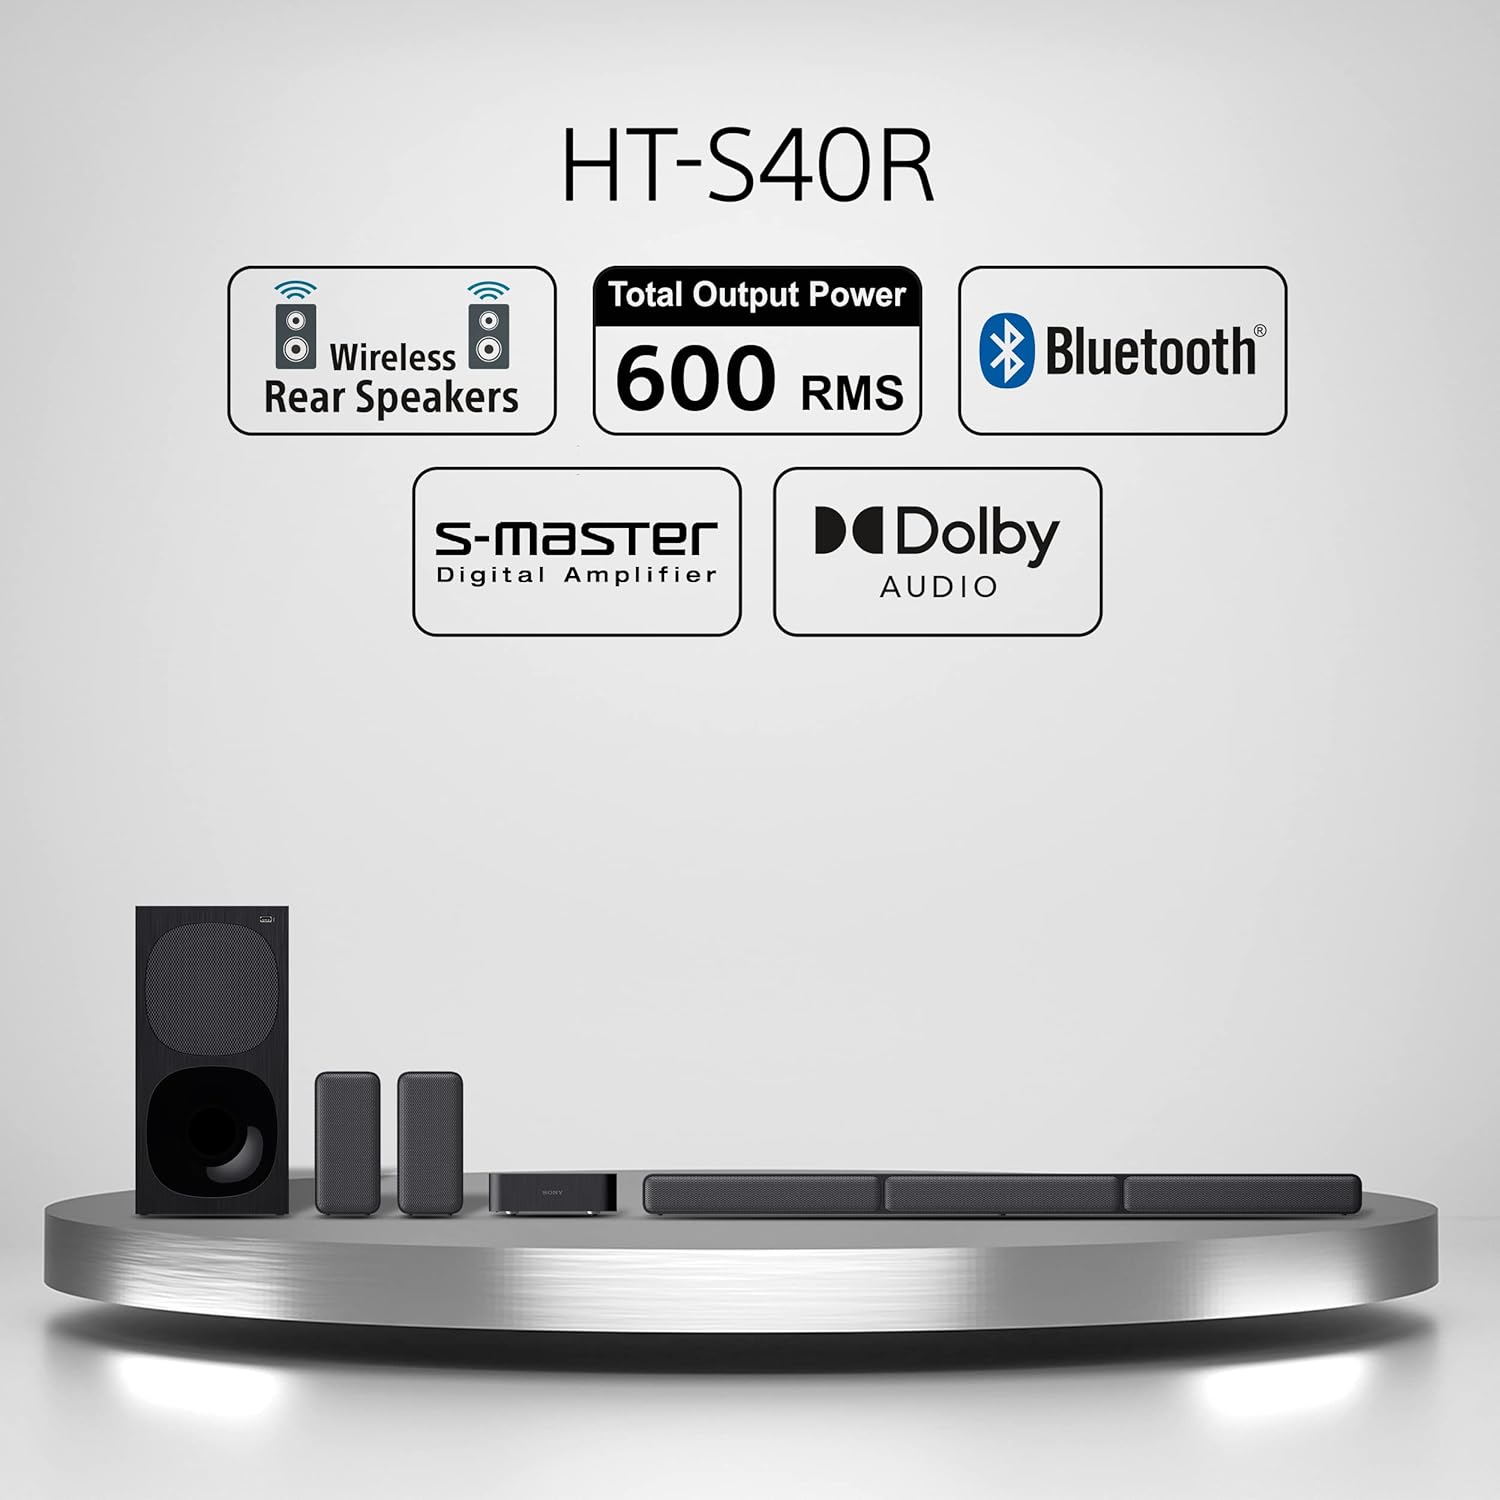 HT-S40R
Wireless
Rear Speakers
Total Output Power
600 RMS
Bluetooth®
S-master
Digital Amplifier
Dolby
AUDIO
SONY